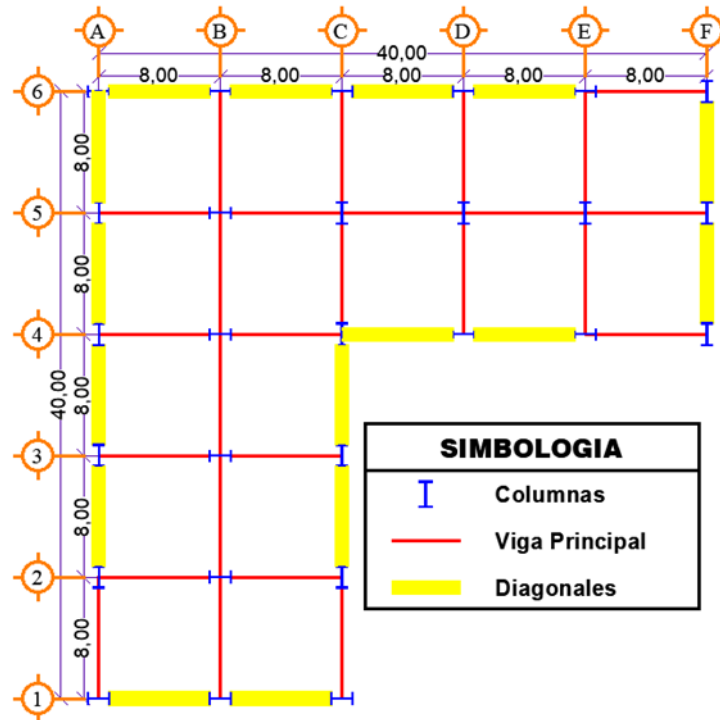 A B C D E F
40,00
8,00 8,00 8,00 8,00 8,00
6
8,00
5
8,00
4
40,00 8,00
3
8,00
2
8,00
1
SIMBOLOGIA
Columnas
Viga Principal
Diagonales